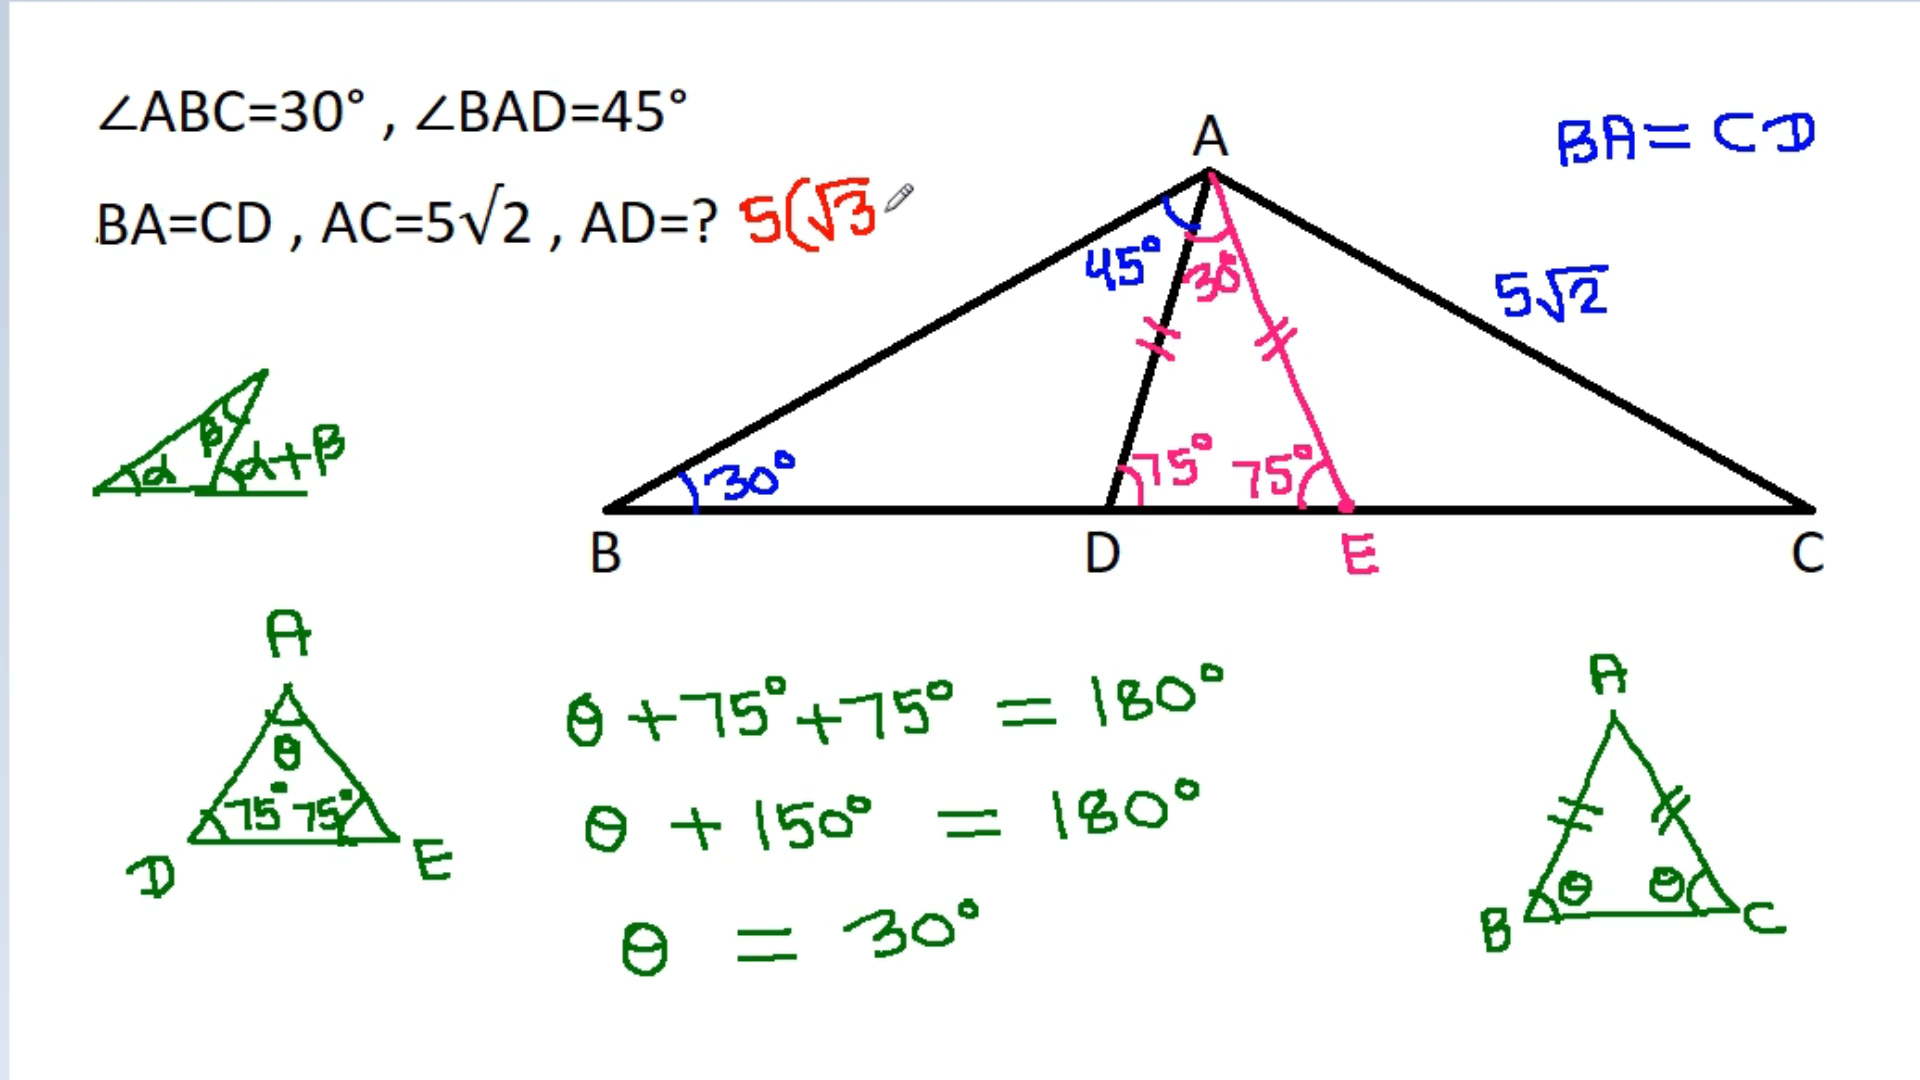 ∠ABC=30° , ∠BAD=45°
BA=CD , AC=5√2 , AD=? 5(√3
A
BA=CD
45°
30°
5√2
β
α
α+β
30°
75°
75°
B
D
E
C
A
θ
75°
75°
D
E
θ+75°+75°=180°
θ+150°=180°
θ=30°
A
θ
θ
B
C